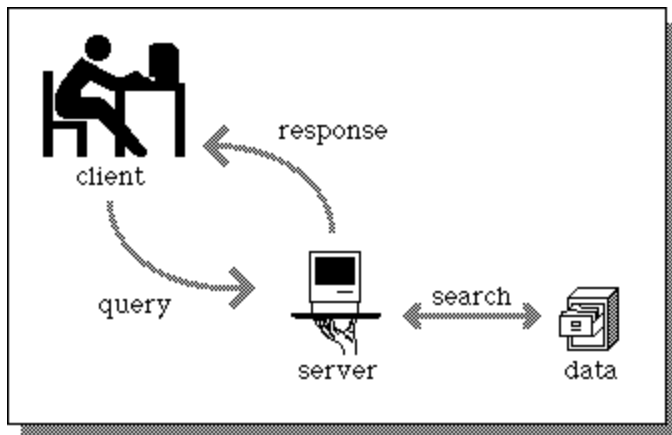 response
client
query
search
server
data